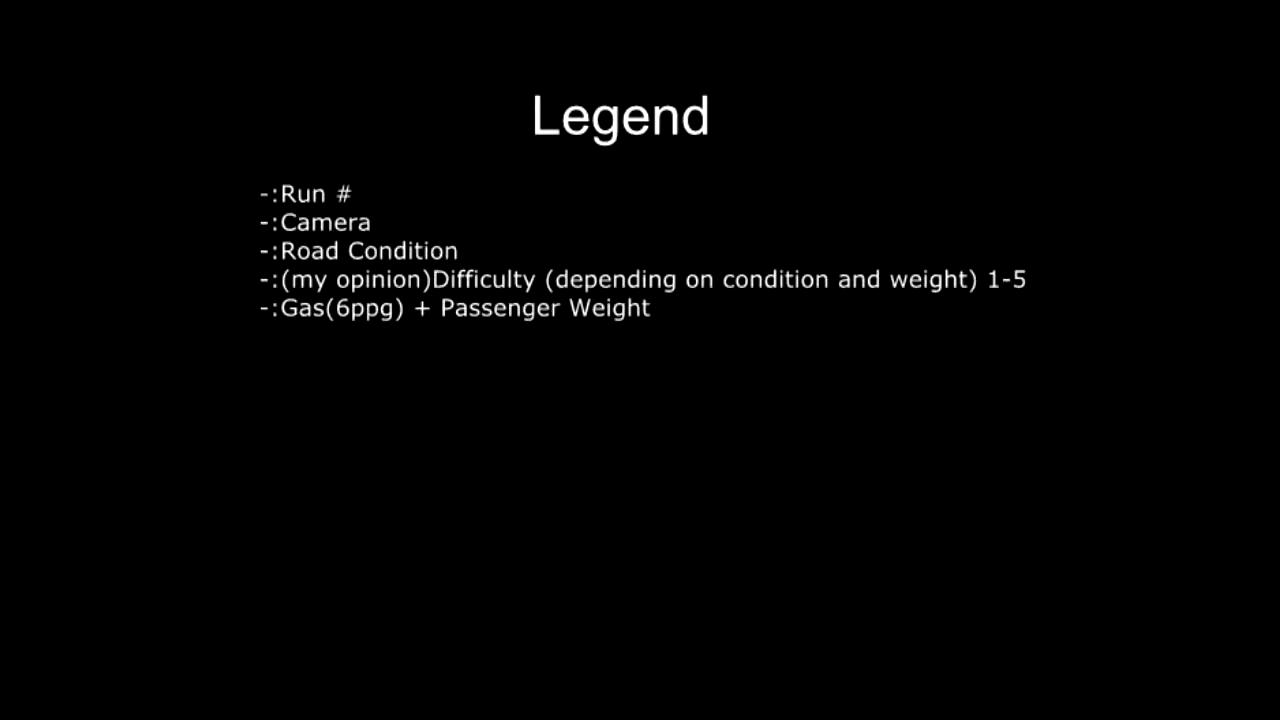 Legend
-:Run #
-:Camera
-:Road Condition
-:(my opinion)Difficulty (depending on condition and weight) 1-5
-:Gas(6ppg) + Passenger Weight